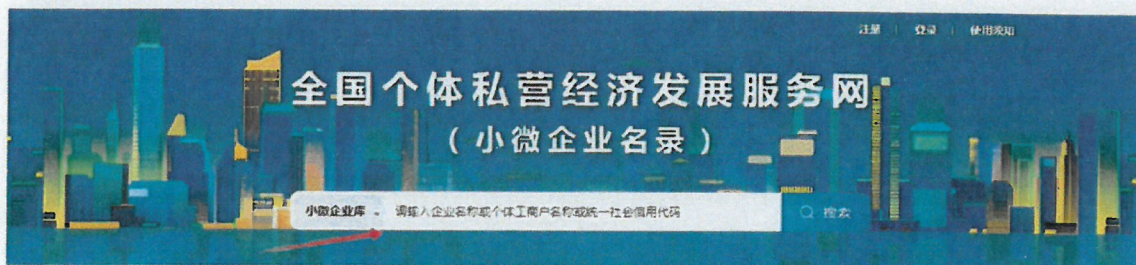 注册 | 登录 | 使用须知
全国个体私营经济发展服务网
（小微企业名录）
小微企业库 请输入企业名称或个体工商户名称或统一社会信用代码 搜索